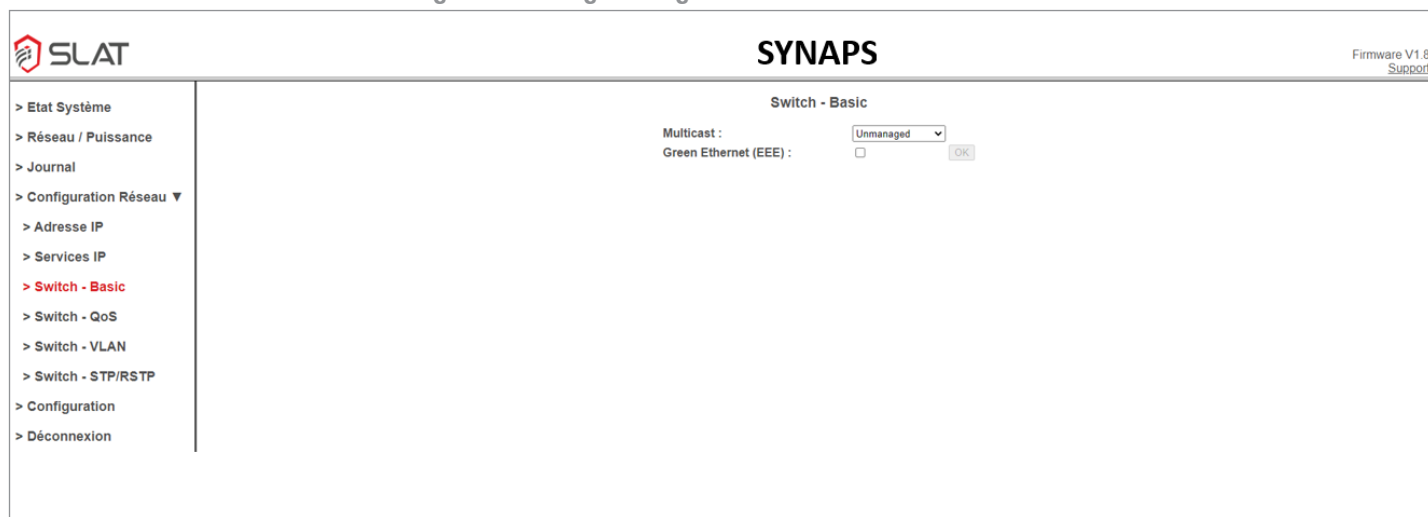 SLAT
SYNAPS
Firmware V1.8
Support
> Etat Système
> Réseau / Puissance
> Journal
> Configuration Réseau ▼
> Adresse IP
> Services IP
> Switch - Basic
> Switch - QoS
> Switch - VLAN
> Switch - STP/RSTP
> Configuration
> Déconnexion
Switch - Basic
Multicast : Unmanaged
Green Ethernet (EEE) : OK